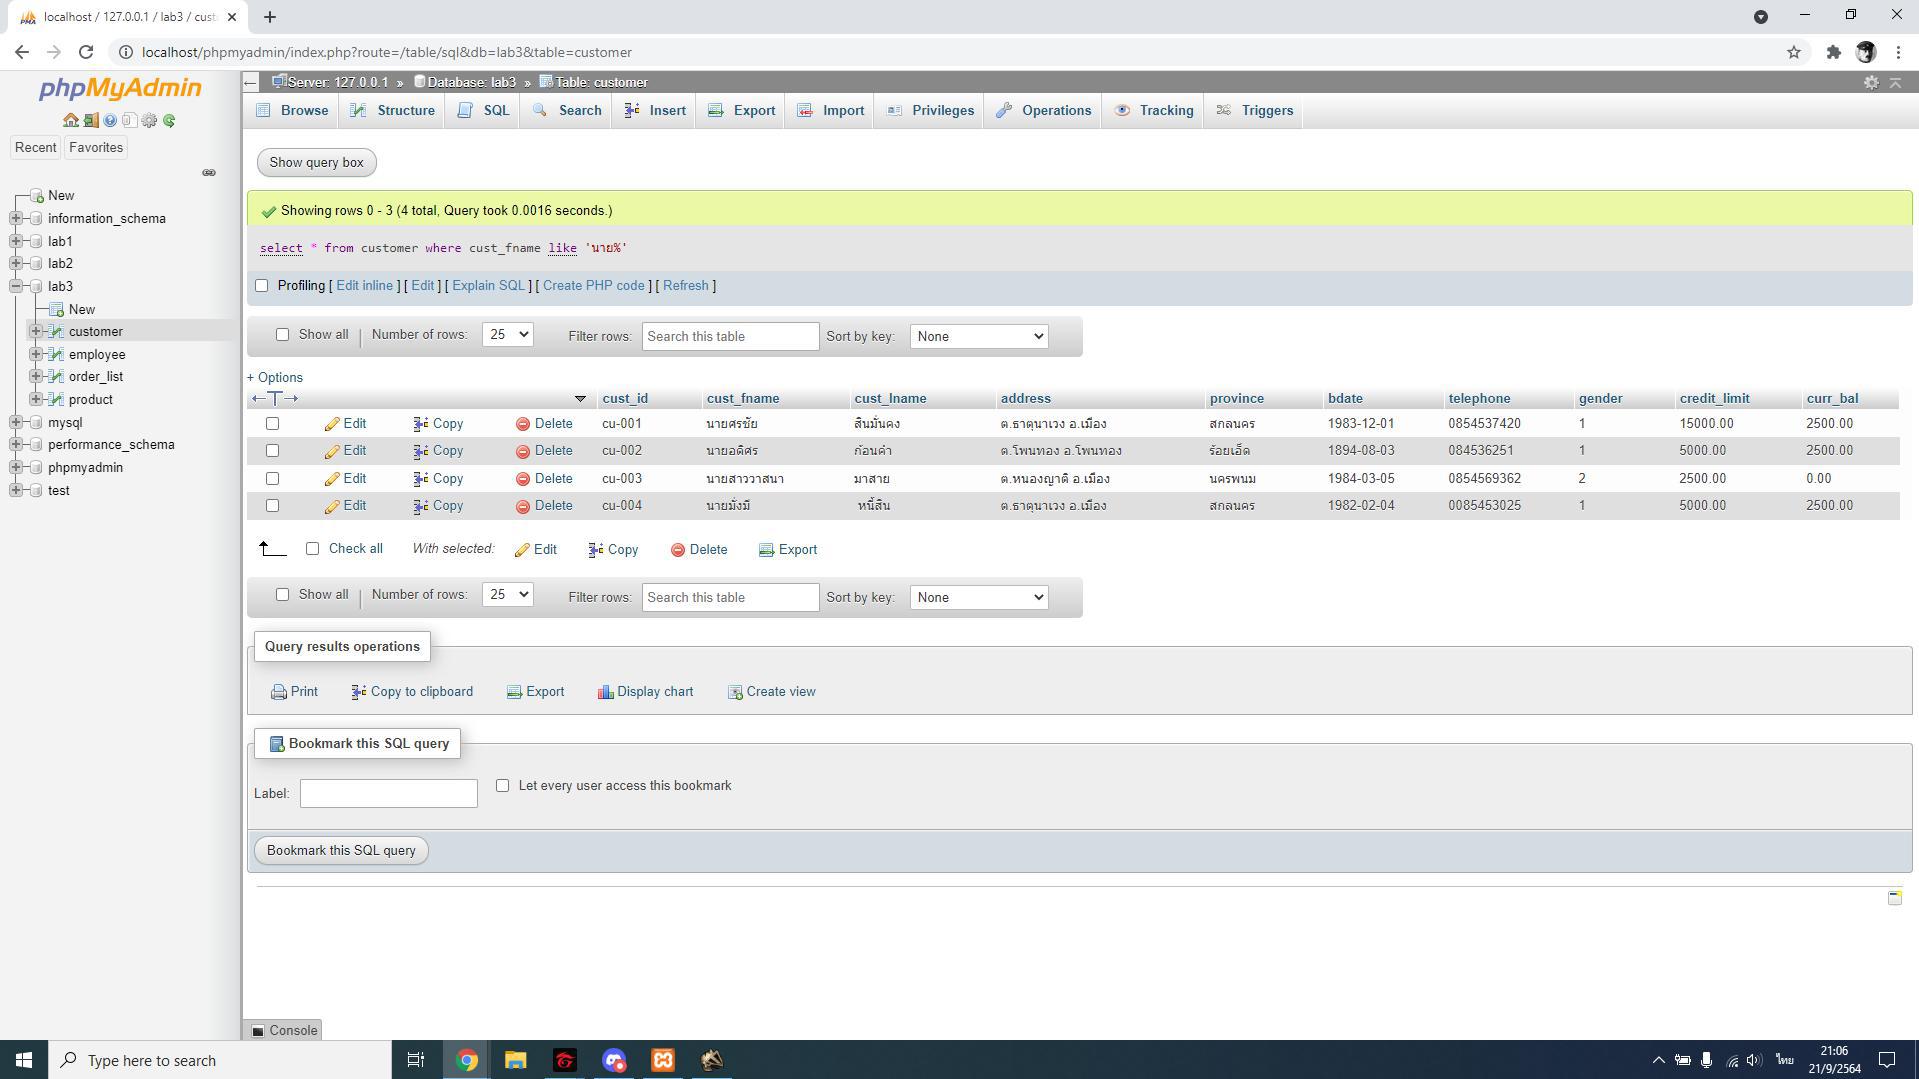 localhost / 127.0.0.1 / lab3 / cust
localhost/phpmyadmin/index.php?route=/table/sql&db=lab3&table=customer
phpMyAdmin
Recent Favorites
New
information_schema
lab1
lab2
lab3
New
customer
employee
order_list
product
mysql
performance_schema
phpmyadmin
test
Server: 127.0.0.1 » Database: lab3 » Table: customer
Browse Structure SQL Search Insert Export Import Privileges Operations Tracking Triggers
Show query box
Showing rows 0 - 3 (4 total, Query took 0.0016 seconds.)
select * from customer where cust_fname like 'นาย%'
Profiling [ Edit inline ] [ Edit ] [ Explain SQL ] [ Create PHP code ] [ Refresh ]
Show all | Number of rows: 25 Filter rows: Search this table Sort by key: None
+ Options
←T→ cust_id cust_fname cust_lname address province bdate telephone gender credit_limit curr_bal
Edit Copy Delete cu-001 นายศรชัย สินมั่นคง ต.ธาตุนาเวง อ.เมือง สกลนคร 1983-12-01 0854537420 1 15000.00 2500.00
Edit Copy Delete cu-002 นายอดิศร ก้อนคำ ต.โพนทอง อ.โพนทอง ร้อยเอ็ด 1894-08-03 084536251 1 5000.00 2500.00
Edit Copy Delete cu-003 นายสาววาสนา มาสาย ต.หนองญาติ อ.เมือง นครพนม 1984-03-05 0854569362 2 2500.00 0.00
Edit Copy Delete cu-004 นายมั่งมี หนี้สิน ต.ธาตุนาเวง อ.เมือง สกลนคร 1982-02-04 0085453025 1 5000.00 2500.00
Check all With selected: Edit Copy Delete Export
Show all | Number of rows: 25 Filter rows: Search this table Sort by key: None
Query results operations
Print Copy to clipboard Export Display chart Create view
Bookmark this SQL query
Label: Let every user access this bookmark
Bookmark this SQL query
Console
Type here to search
ไทย
21:06
21/9/2564